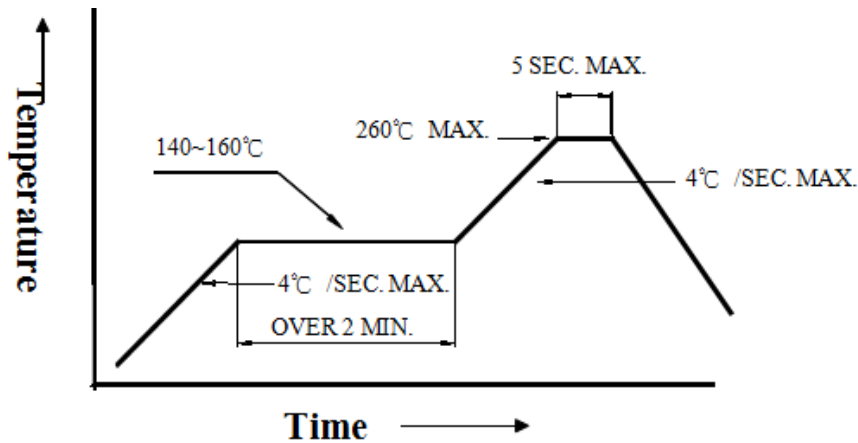 Temperature
5 SEC. MAX.
260℃ MAX.
140~160℃
4℃ /SEC. MAX.
4℃ /SEC. MAX.
OVER 2 MIN.
Time